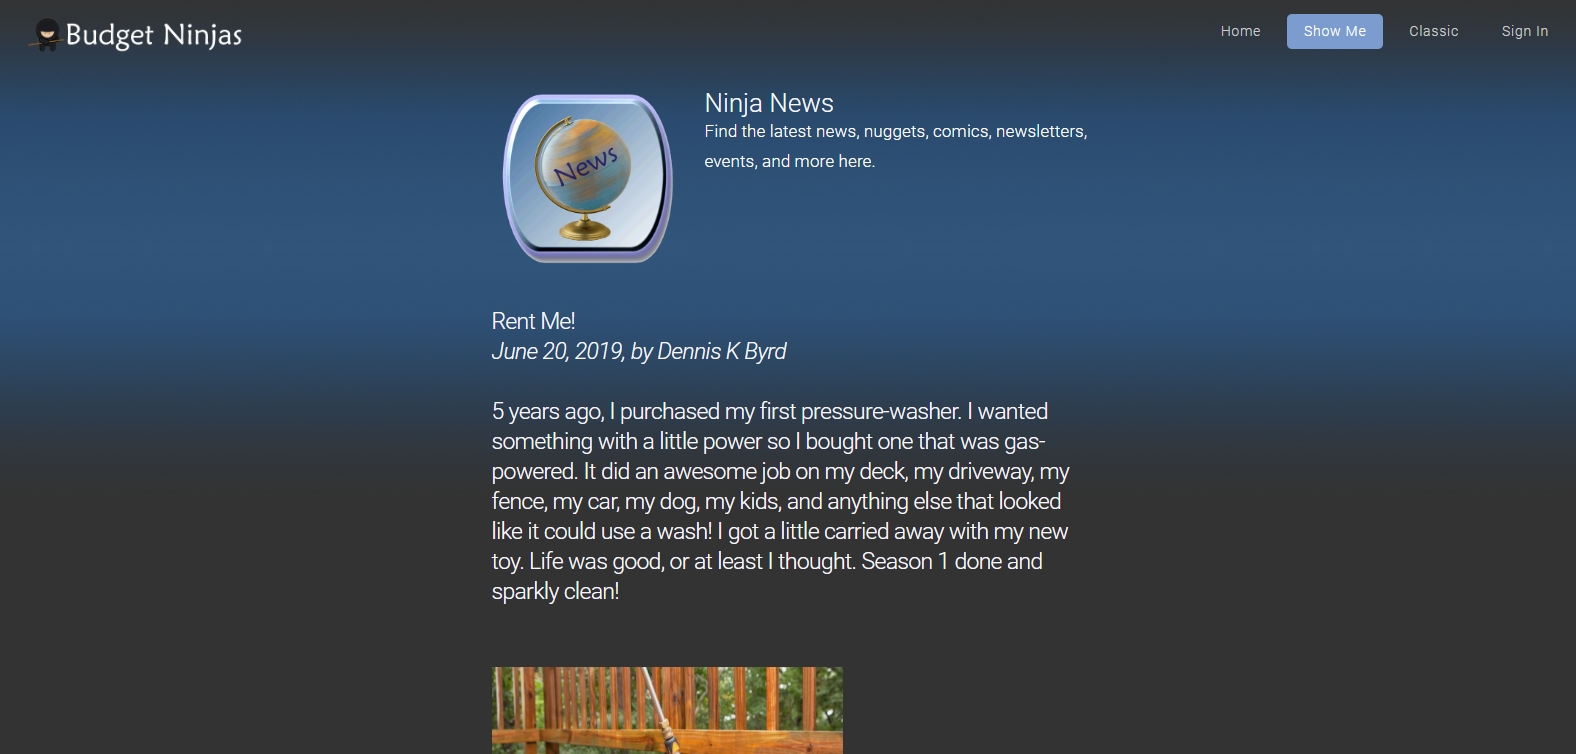 Budget Ninjas
Home
Show Me
Classic
Sign In
News
Ninja News
Find the latest news, nuggets, comics, newsletters,
events, and more here.
Rent Me!
June 20, 2019, by Dennis K Byrd
5 years ago, I purchased my first pressure-washer. I wanted
something with a little power so I bought one that was gas-
powered. It did an awesome job on my deck, my driveway, my
fence, my car, my dog, my kids, and anything else that looked
like it could use a wash! I got a little carried away with my new
toy. Life was good, or at least I thought. Season 1 done and
sparkly clean!